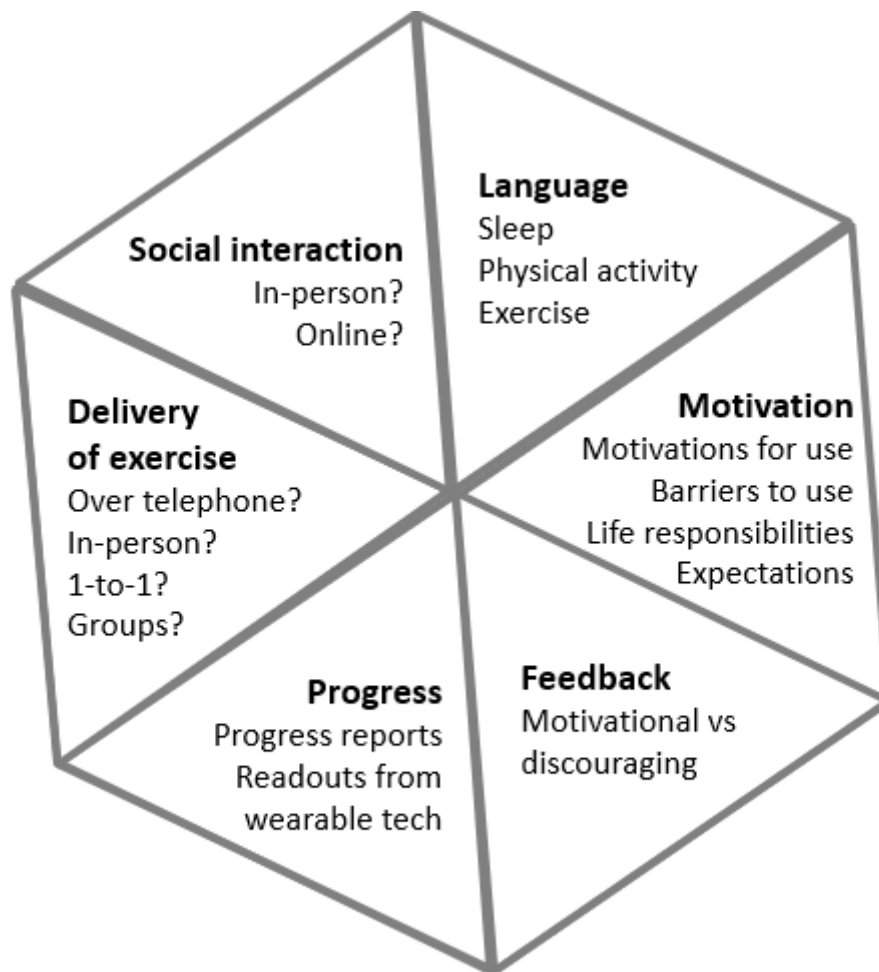 Social interaction
In-person?
Online?
Language
Sleep
Physical activity
Exercise
Delivery
of exercise
Over telephone?
In-person?
1-to-1?
Groups?
Motivation
Motivations for use
Barriers to use
Life responsibilities
Expectations
Progress
Progress reports
Readouts from
wearable tech
Feedback
Motivational vs
discouraging